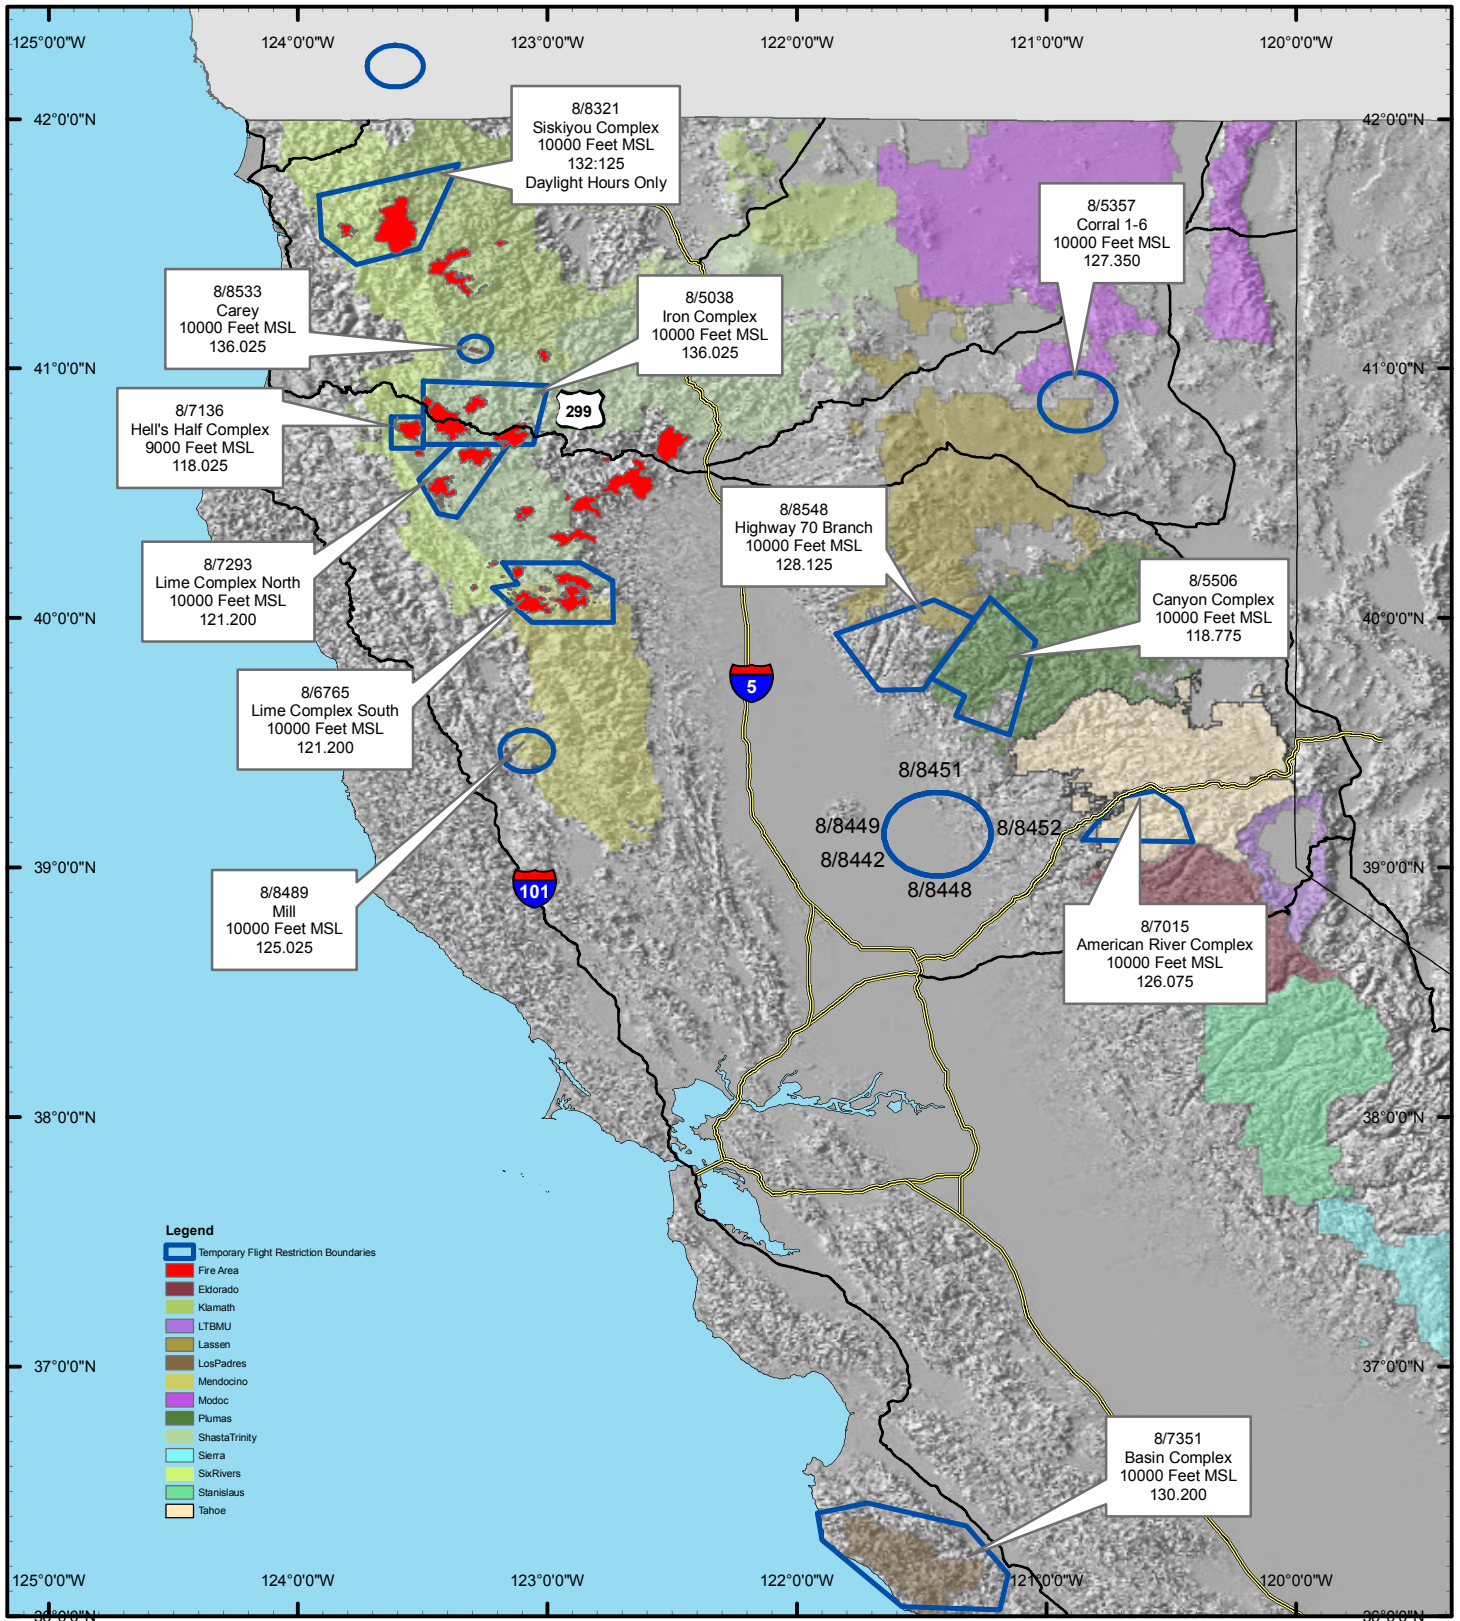 125°0'0"W
124°0'0"W
123°0'0"W
122°0'0"W
121°0'0"W
120°0'0"W
42°0'0"N
42°0'0"N
8/8321
Siskiyou Complex
10000 Feet MSL
132:125
Daylight Hours Only
8/5357
Corral 1-6
10000 Feet MSL
127.350
8/8533
Carey
10000 Feet MSL
136.025
8/5038
Iron Complex
10000 Feet MSL
136.025
41°0'0"N
41°0'0"N
8/7136
Hell's Half Complex
9000 Feet MSL
118.025
299
8/8548
Highway 70 Branch
10000 Feet MSL
128.125
8/7293
Lime Complex North
10000 Feet MSL
121.200
8/5506
Canyon Complex
10000 Feet MSL
118.775
40°0'0"N
40°0'0"N
8/6765
Lime Complex South
10000 Feet MSL
121.200
5
8/8451
8/8449
8/8452
8/8442
8/8448
39°0'0"N
39°0'0"N
101
8/8489
Mill
10000 Feet MSL
125.025
8/7015
American River Complex
10000 Feet MSL
126.075
38°0'0"N
38°0'0"N
Legend
Temporary Flight Restriction Boundaries
Fire Area
Eldorado
Klamath
LTBMU
Lassen
LosPadres
Mendocino
Modoc
Plumas
ShastaTrinity
Sierra
SixRivers
Stanislaus
Tahoe
37°0'0"N
37°0'0"N
8/7351
Basin Complex
10000 Feet MSL
130.200
125°0'0"W
124°0'0"W
123°0'0"W
122°0'0"W
121°0'0"W
120°0'0"W
36°0'0"N
36°0'0"N